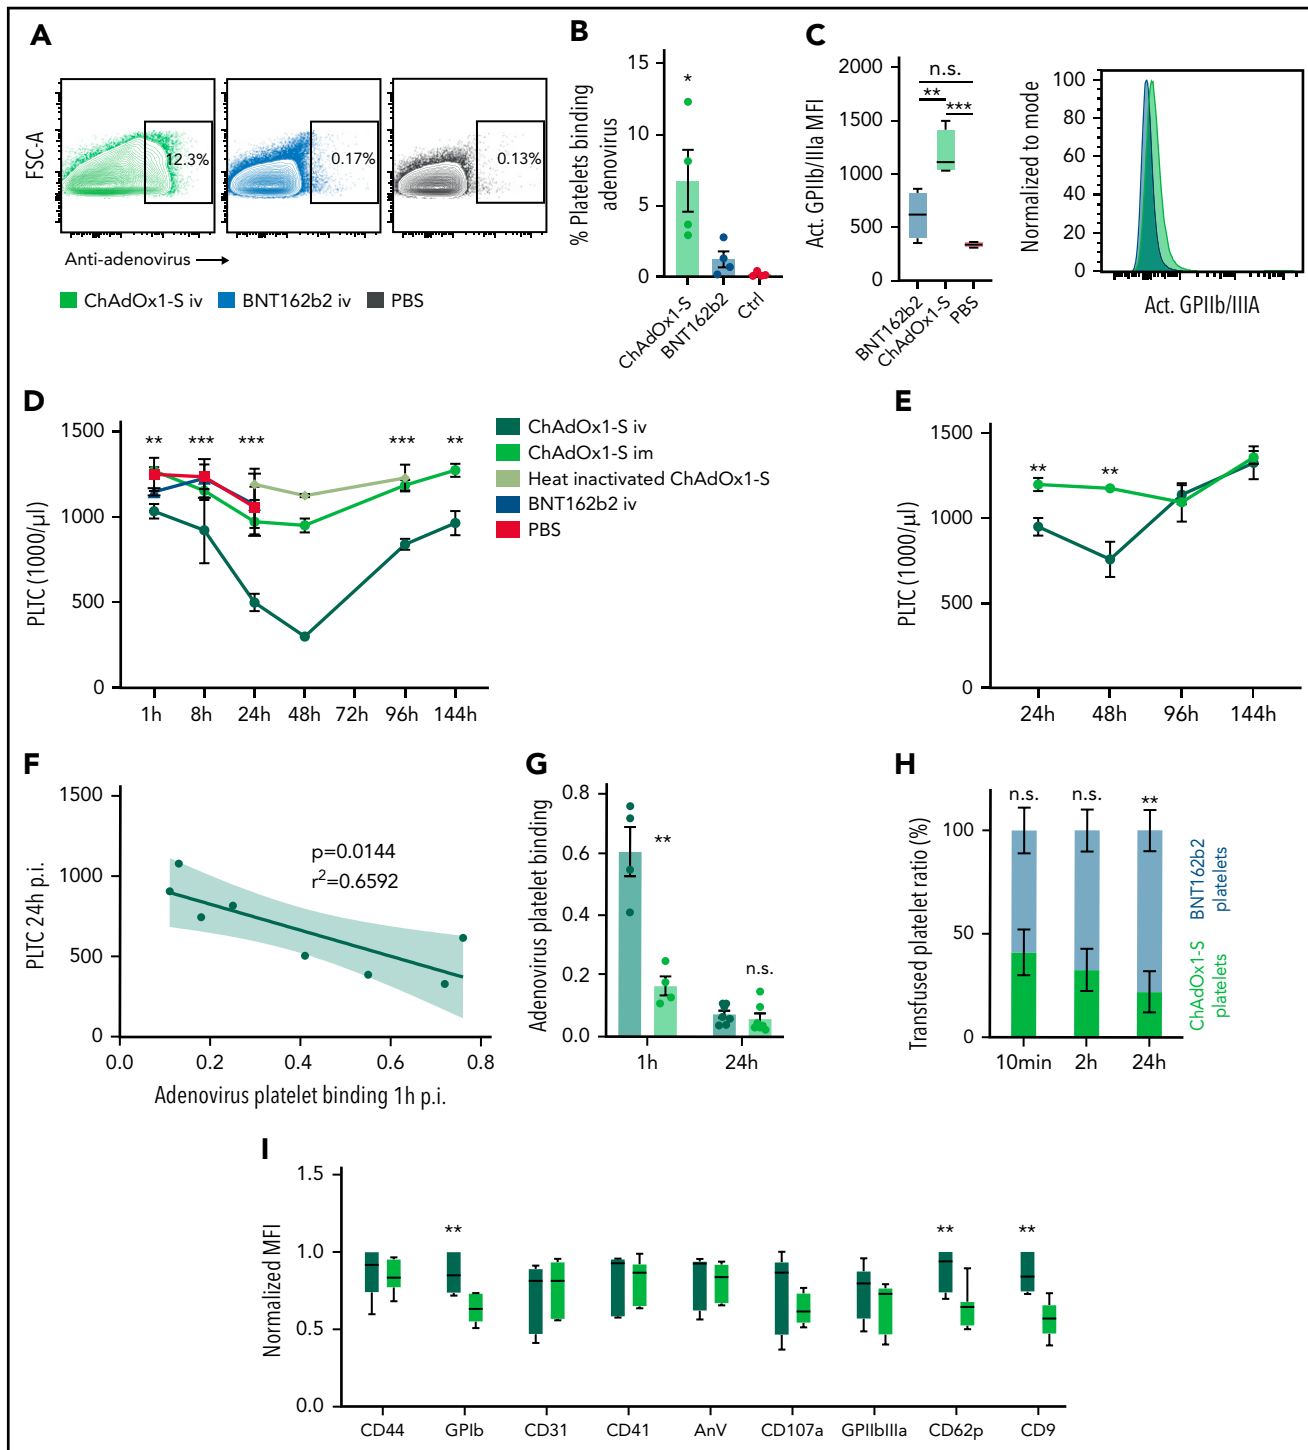 A
FSC-A
12.3%
0.17%
0.13%
Anti-adenovirus
ChAdOx1-S iv
BNT162b2 iv
PBS
B
% Platelets binding
adenovirus
15
10
5
0
*
ChAdOx1-S
BNT162b2
Ctrl
C
Act. GPIIb/IIIa MFI
2000
1500
1000
500
0
n.s.
**
***
BNT162b2
ChAdOx1-S
PBS
Normalized to mode
100
80
60
40
20
0
Act. GPIIb/IIIA
D
PLTC (1000/µl)
1500
1000
500
0
** *** *** *** **
1h 8h 24h 48h 72h 96h 144h
ChAdOx1-S iv
ChAdOx1-S im
Heat inactivated ChAdOx1-S
BNT162b2 iv
PBS
E
PLTC (1000/µl)
1500
1000
500
0
** **
24h 48h 96h 144h
F
PLTC 24h p.i.
1500
1000
500
0
p=0.0144
r²=0.6592
0.0 0.2 0.4 0.6 0.8
Adenovirus platelet binding 1h p.i.
G
Adenovirus platelet binding
0.8
0.6
0.4
0.2
0.0
**
n.s.
1h 24h
H
Transfused platelet ratio (%)
100
50
0
n.s. n.s. **
10min 2h 24h
BNT162b2
platelets
ChAdOx1-S
platelets
I
Normalized MFI
1.5
1.0
0.5
0.0
** ** **
CD44 GPIb CD31 CD41 AnV CD107a GPIIbIIIa CD62p CD9